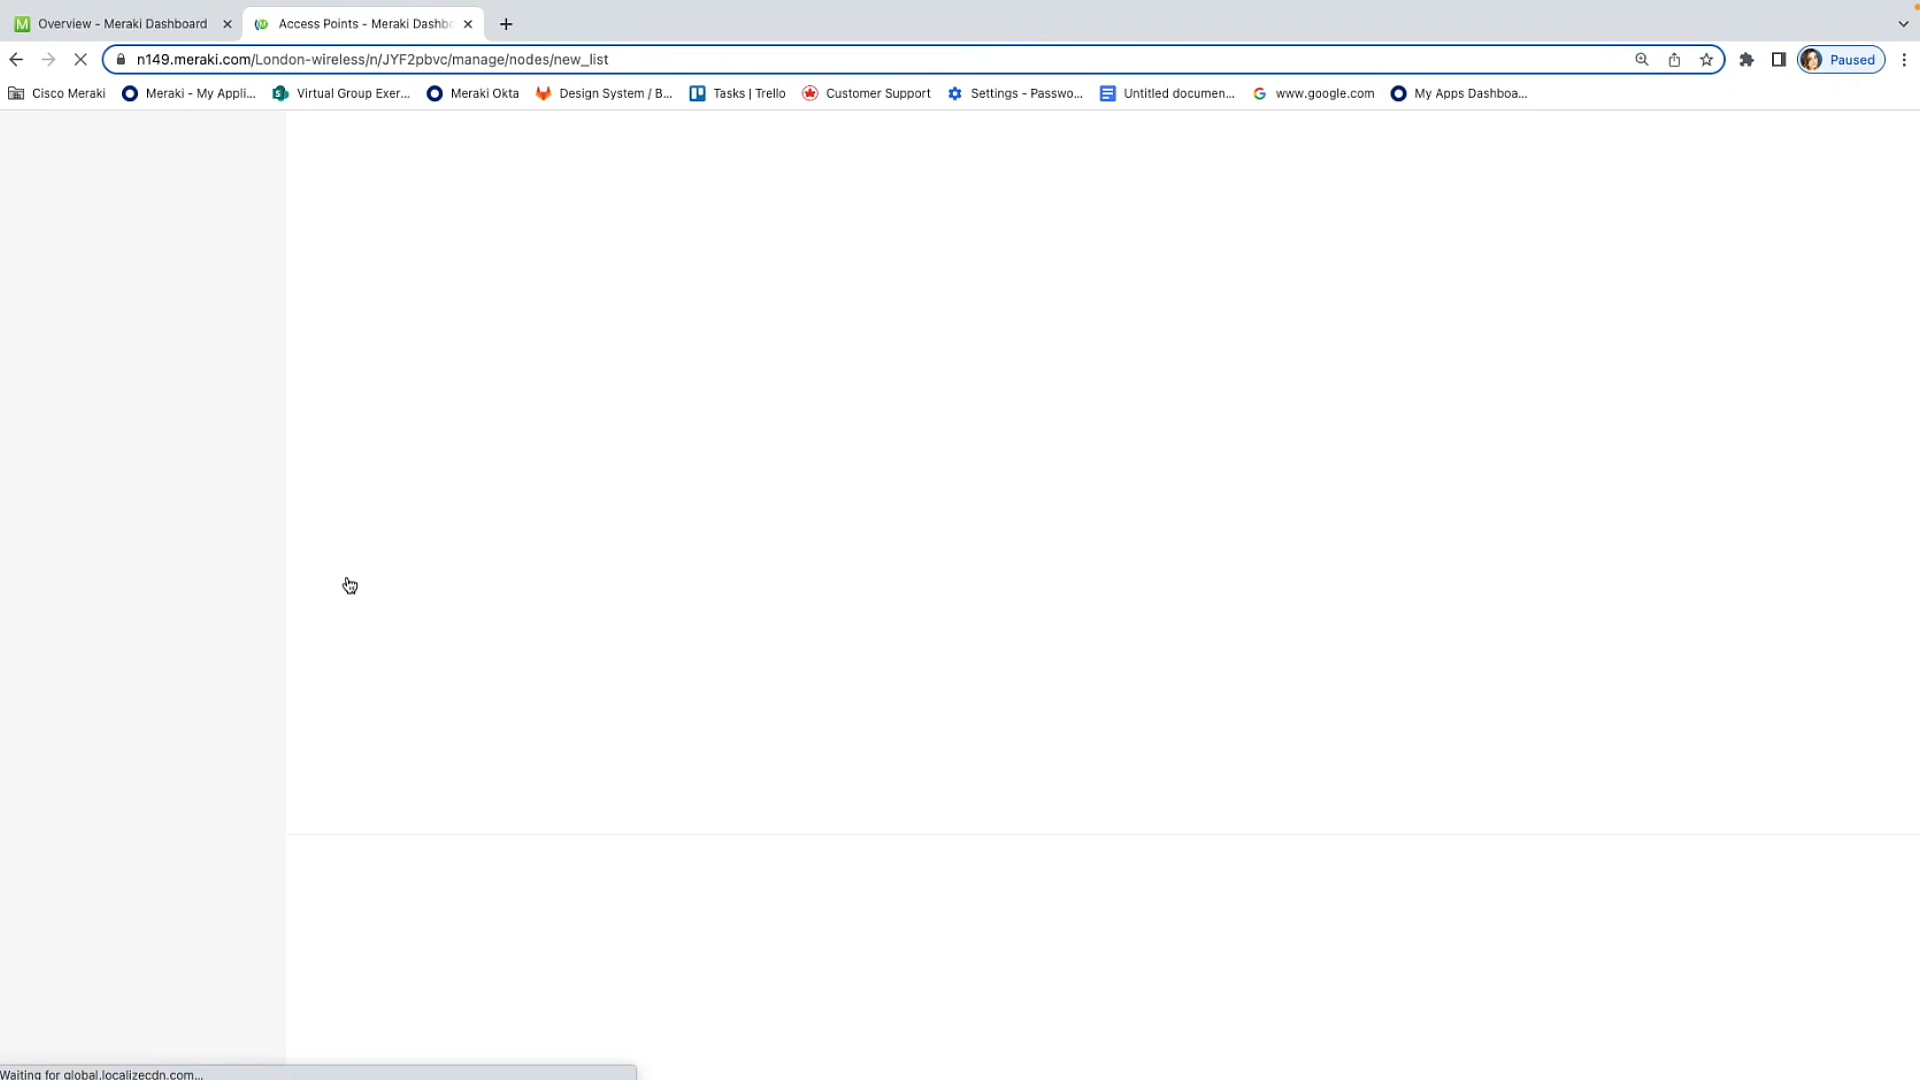 Overview - Meraki Dashboard
Access Points - Meraki Dashbo
n149.meraki.com/London-wireless/n/JYF2pbvc/manage/nodes/new_list
Paused
Cisco Meraki
Meraki - My Appli...
Virtual Group Exer...
Meraki Okta
Design System / B...
Tasks | Trello
Customer Support
Settings - Passwo...
Untitled documen...
www.google.com
My Apps Dashboa...
Waiting for global.localizecdn.com...